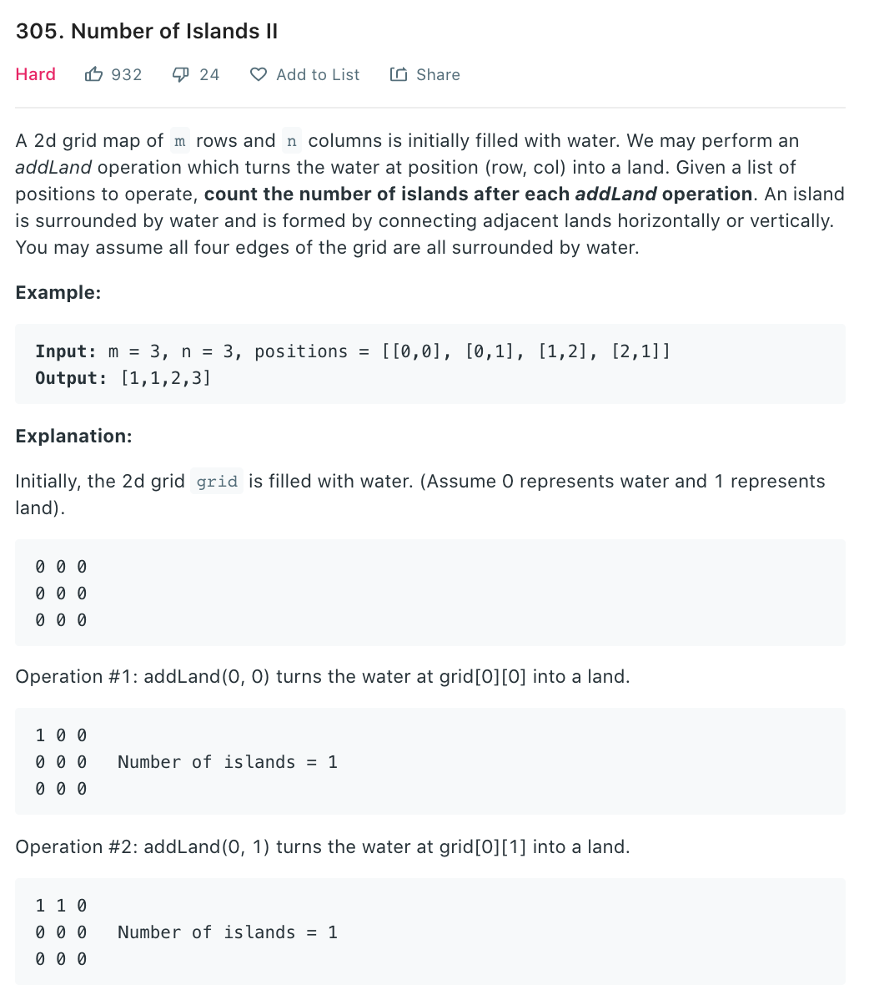 305. Number of Islands II
Hard 932 24 Add to List Share
A 2d grid map of m rows and n columns is initially filled with water. We may perform an
addLand operation which turns the water at position (row, col) into a land. Given a list of
positions to operate, count the number of islands after each addLand operation. An island
is surrounded by water and is formed by connecting adjacent lands horizontally or vertically.
You may assume all four edges of the grid are all surrounded by water.
Example:
Input: m = 3, n = 3, positions = [[0,0], [0,1], [1,2], [2,1]]
Output: [1,1,2,3]
Explanation:
Initially, the 2d grid grid is filled with water. (Assume 0 represents water and 1 represents
land).
0 0 0
0 0 0
0 0 0
Operation #1: addLand(0, 0) turns the water at grid[0][0] into a land.
1 0 0
0 0 0   Number of islands = 1
0 0 0
Operation #2: addLand(0, 1) turns the water at grid[0][1] into a land.
1 1 0
0 0 0   Number of islands = 1
0 0 0